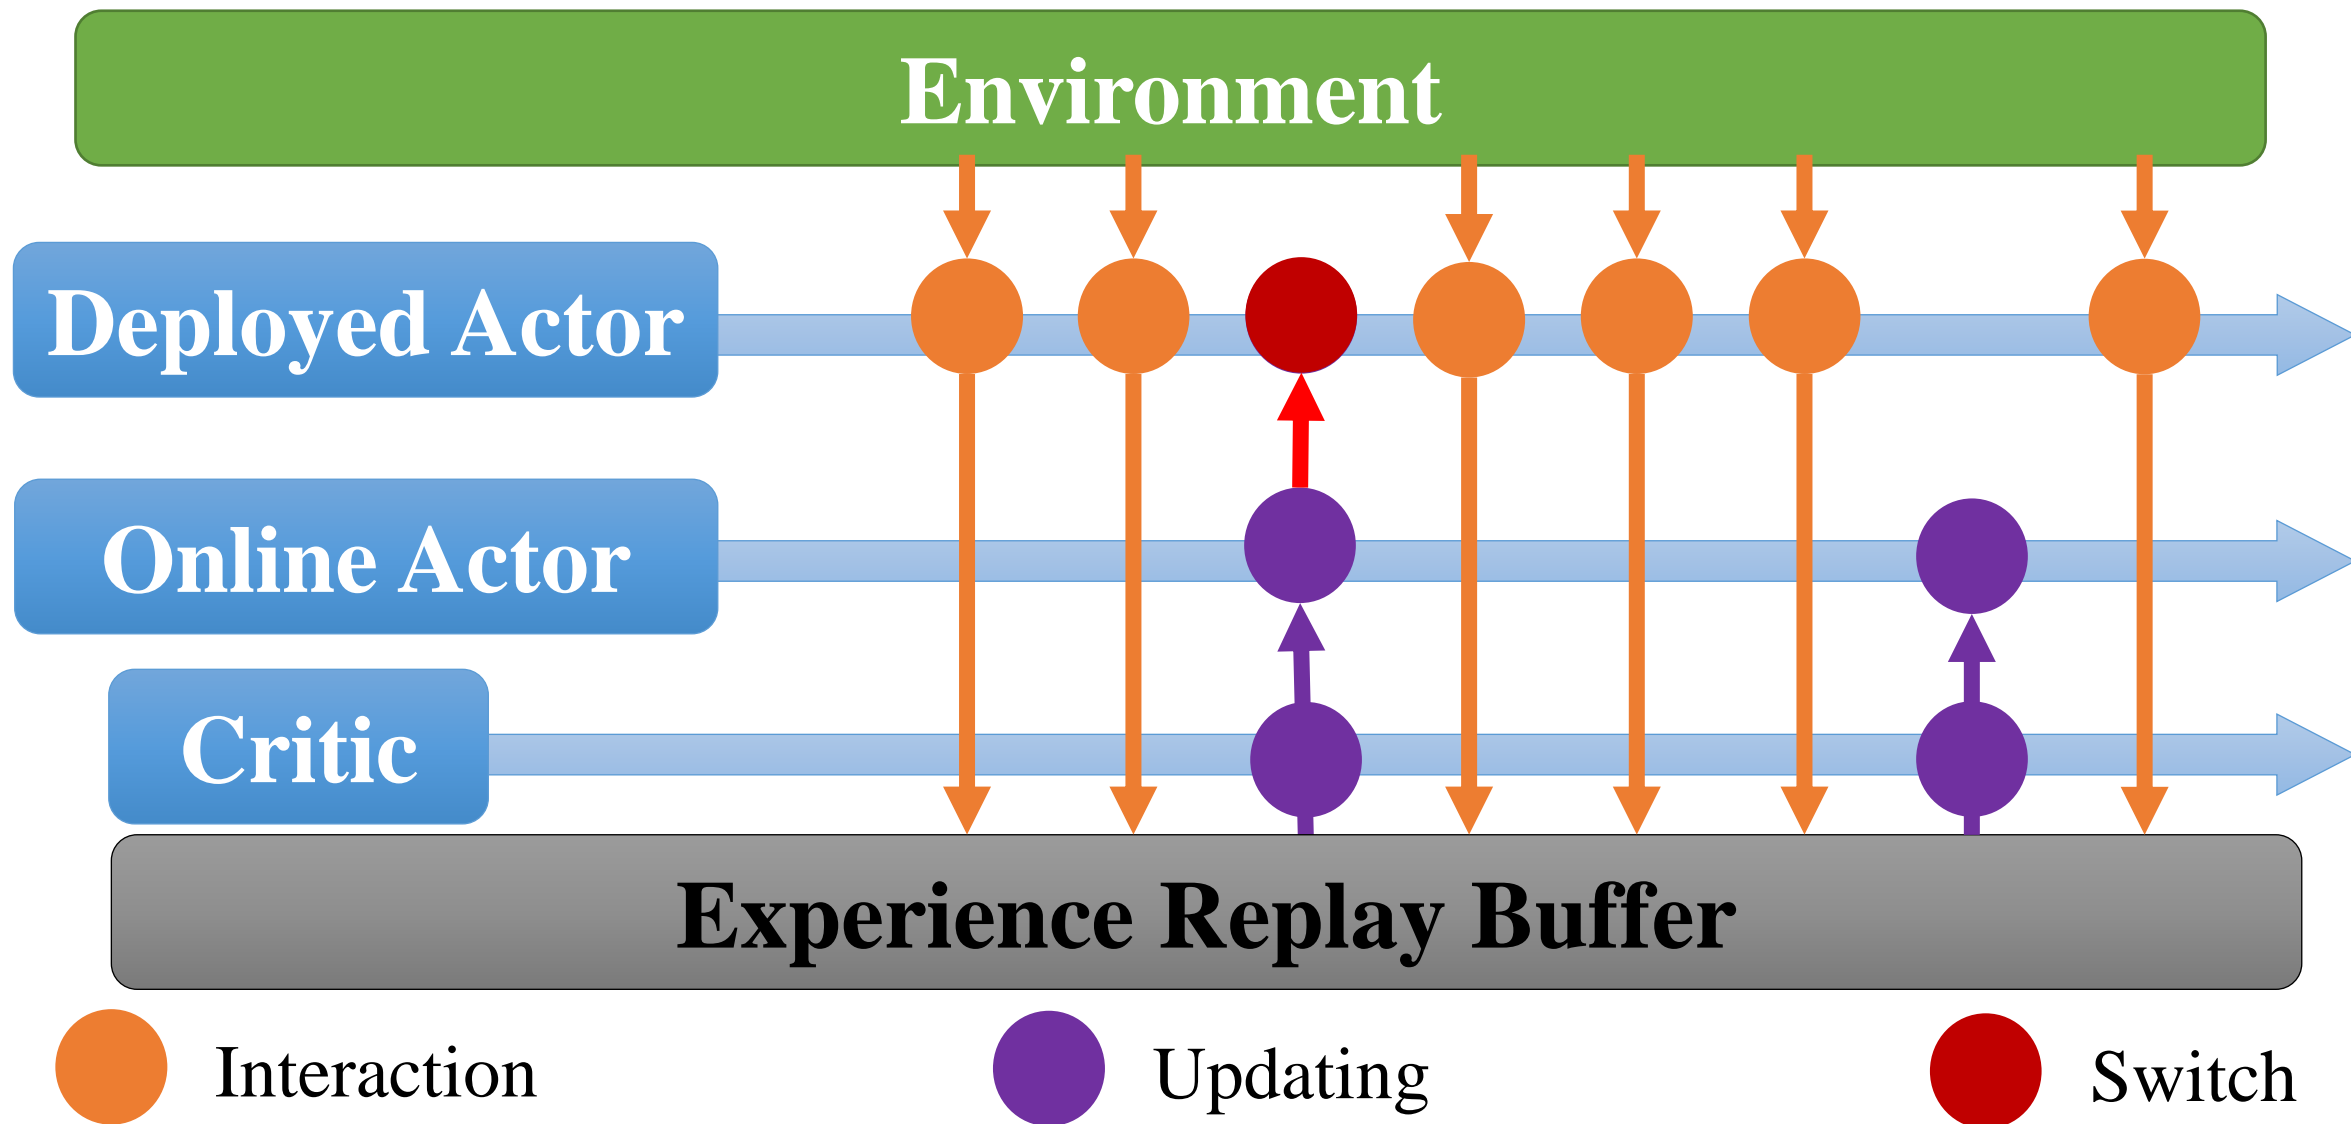 Environment
Deployed Actor
Online Actor
Critic
Experience Replay Buffer
Interaction
Updating
Switch